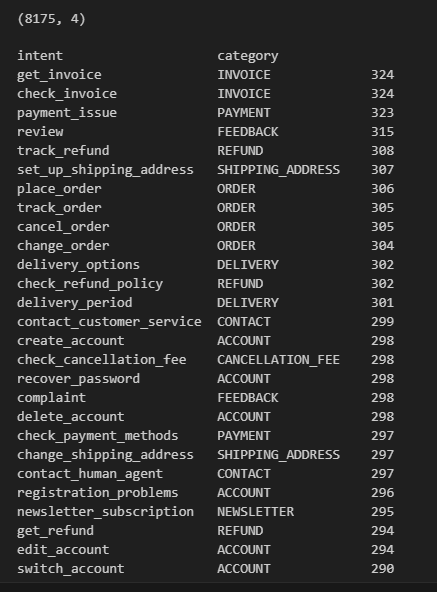 (8175, 4)
intent category
get_invoice INVOICE 324
check_invoice INVOICE 324
payment_issue PAYMENT 323
review FEEDBACK 315
track_refund REFUND 308
set_up_shipping_address SHIPPING_ADDRESS 307
place_order ORDER 306
track_order ORDER 305
cancel_order ORDER 305
change_order ORDER 304
delivery_options DELIVERY 302
check_refund_policy REFUND 302
delivery_period DELIVERY 301
contact_customer_service CONTACT 299
create_account ACCOUNT 298
check_cancellation_fee CANCELLATION_FEE 298
recover_password ACCOUNT 298
complaint FEEDBACK 298
delete_account ACCOUNT 298
check_payment_methods PAYMENT 297
change_shipping_address SHIPPING_ADDRESS 297
contact_human_agent CONTACT 297
registration_problems ACCOUNT 296
newsletter_subscription NEWSLETTER 295
get_refund REFUND 294
edit_account ACCOUNT 294
switch_account ACCOUNT 290